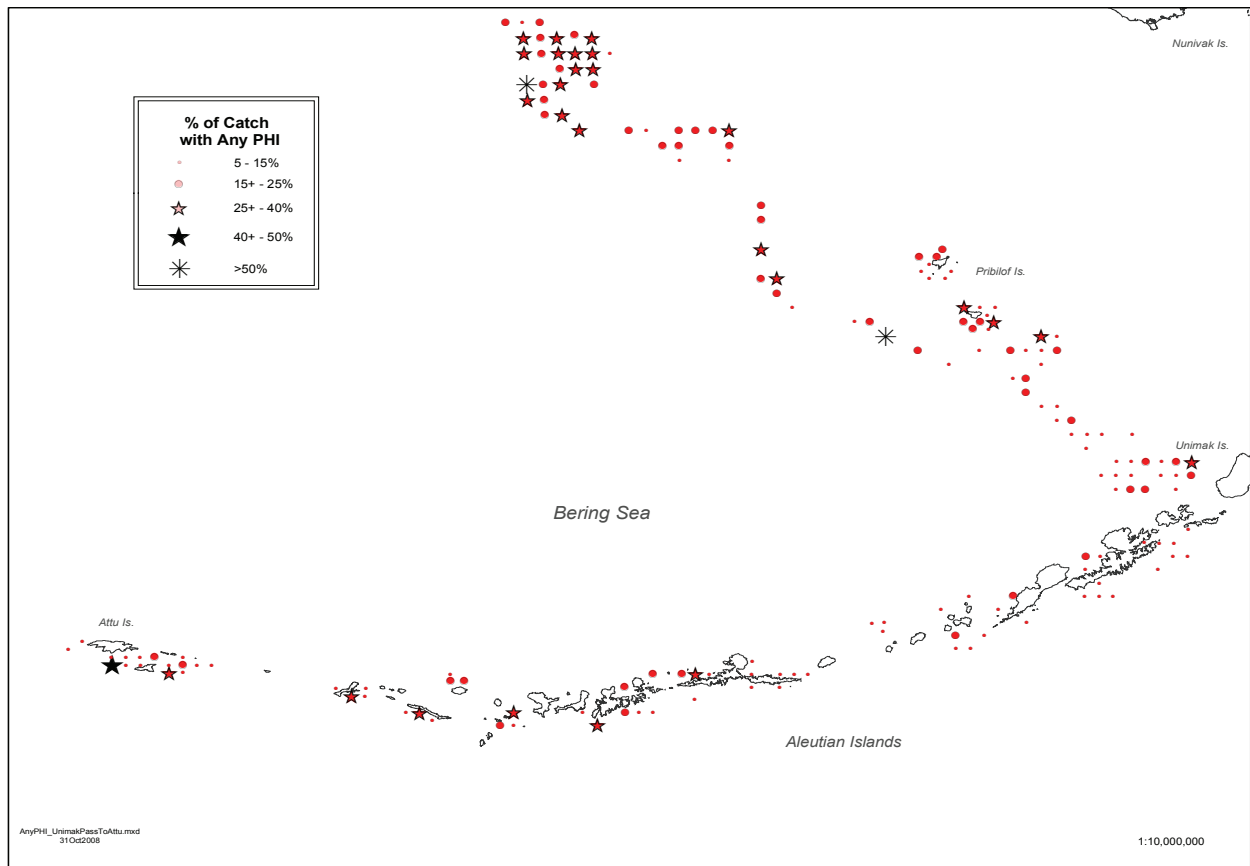 Nunivak Is.
% of Catch
with Any PHI
5 - 15%
15+ - 25%
25+ - 40%
40+ - 50%
>50%
Pribilof Is.
Unimak Is.
Bering Sea
Attu Is.
Aleutian Islands
AnyPHI_UnimakPassToAttu.mxd
31Oct2008
1:10,000,000